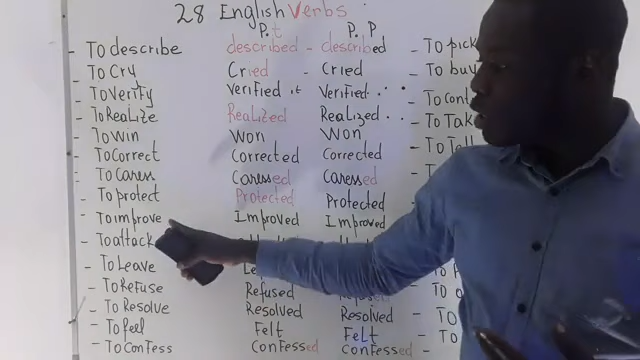 28 English Verbs
P.t P.P
- To describe described - described - To pick
- To Cry Cried - Cried - To buy
- To Verify Verified it Verified
- To Realize Realized Realized - To Tak
- To Win Won Won
- To Correct Corrected Corrected
- To Caress Caressed Caressed
- To protect Protected Protected
- To improve Improved Improved
- To attack
- To Leave
- To Refuse Refused
- To Resolve Resolved Resolved - To
- To feel Felt Felt - To
- To Confess Confessed Confessed -